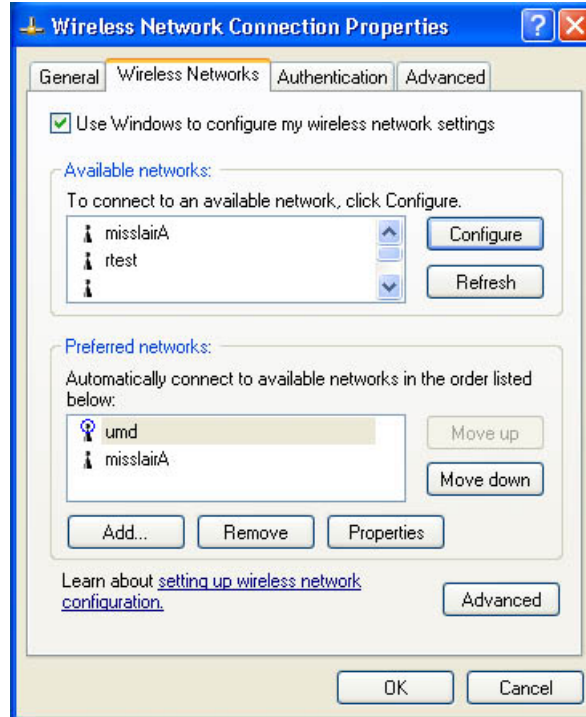 Wireless Network Connection Properties
General Wireless Networks Authentication Advanced
Use Windows to configure my wireless network settings
Available networks:
To connect to an available network, click Configure.
misslairA
rtest
Configure
Refresh
Preferred networks:
Automatically connect to available networks in the order listed
below:
umd
misslairA
Move up
Move down
Add... Remove Properties
Learn about setting up wireless network
configuration.
Advanced
OK Cancel